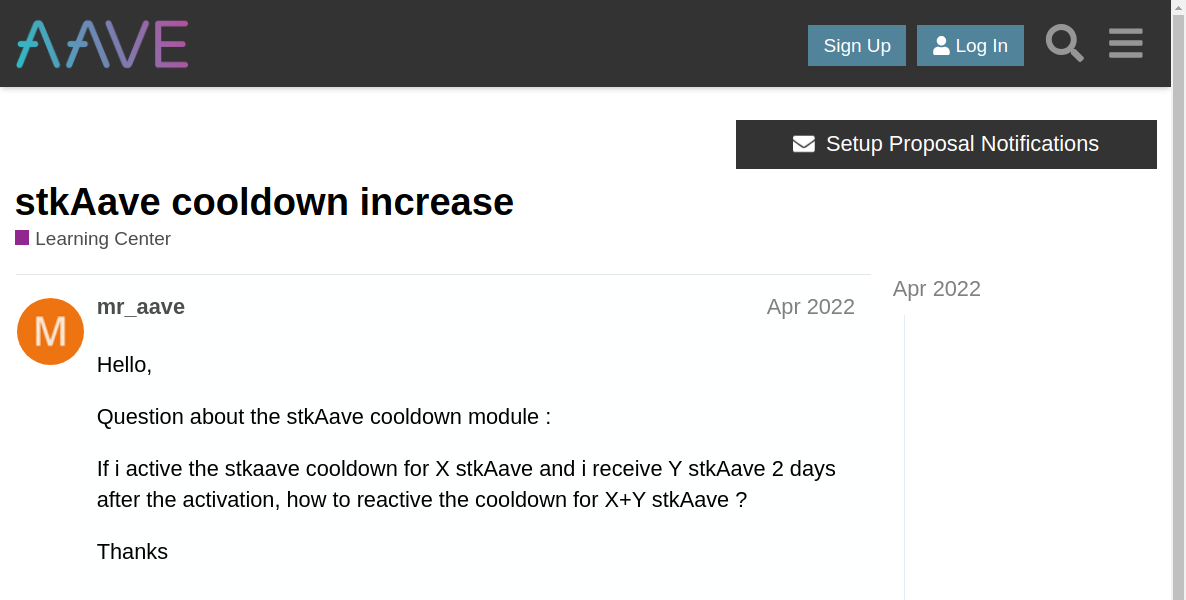 AAVE
Sign Up
Log In
Setup Proposal Notifications
stkAave cooldown increase
Learning Center
Apr 2022
M
mr_aave
Apr 2022
Hello,
Question about the stkAave cooldown module :
If i active the stkaave cooldown for X stkAave and i receive Y stkAave 2 days
after the activation, how to reactive the cooldown for X+Y stkAave ?
Thanks